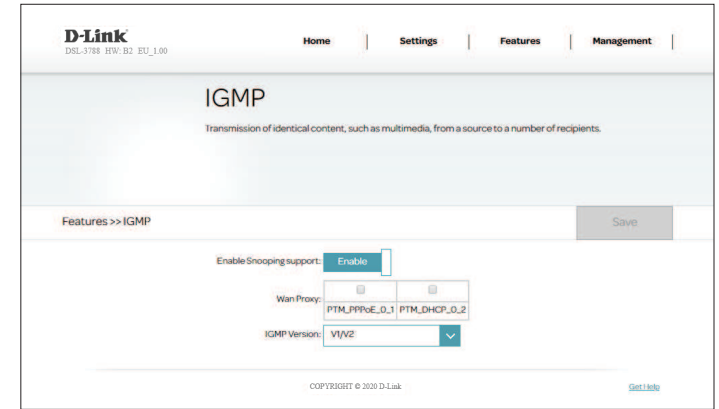 D-Link
DSL-3788 HW: B2 EU_1.00
Home Settings Features Management
IGMP
Transmission of identical content, such as multimedia, from a source to a number of recipients.
Features >> IGMP
Save
Enable Snooping support: Enable
Wan Proxy:
PTM_PPPoE_0_1 PTM_DHCP_0_2
IGMP Version: V1/V2
COPYRIGHT © 2020 D-Link
Get Help